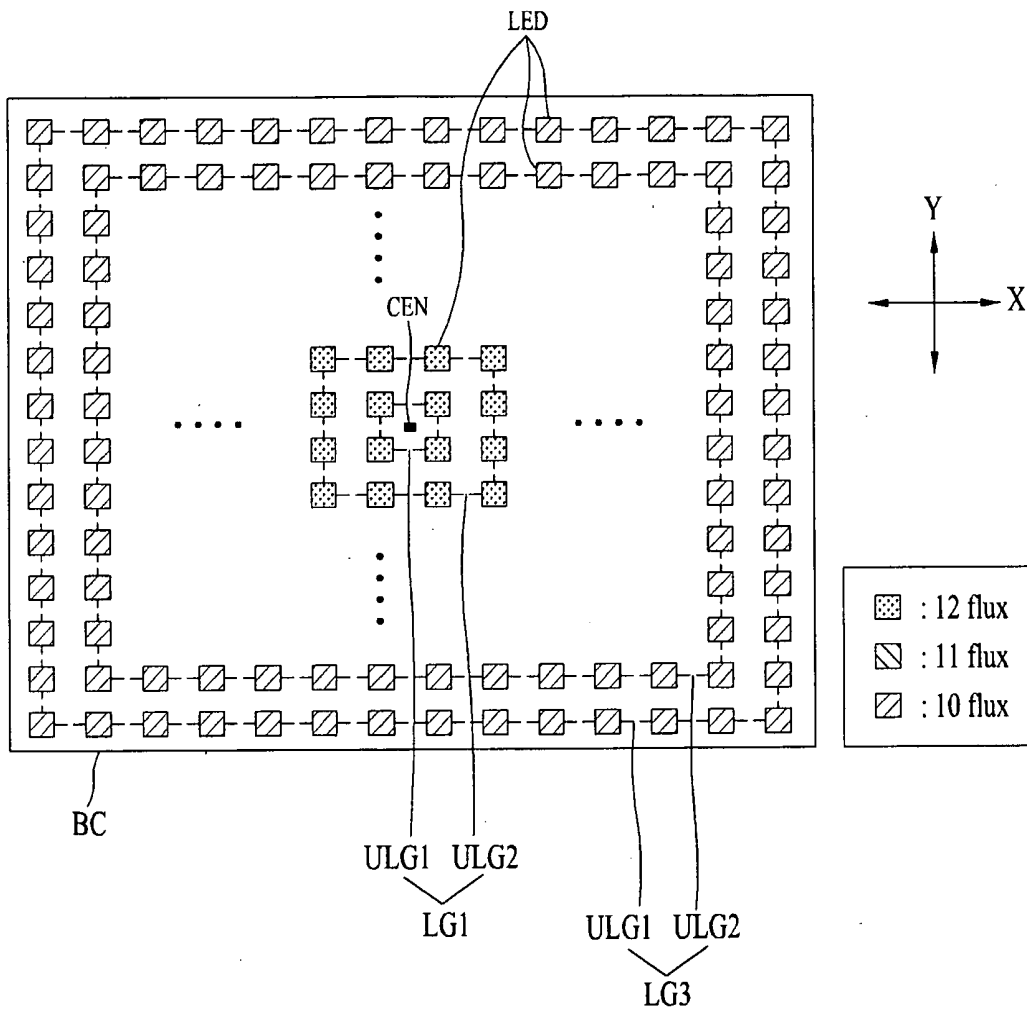 LED
Y
X
CEN
: 12 flux
: 11 flux
: 10 flux
BC
ULG1 ULG2
LG1
ULG1 ULG2
LG3